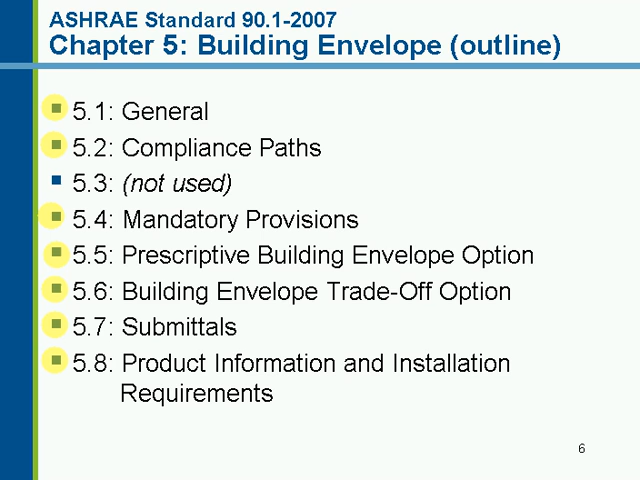 ASHRAE Standard 90.1-2007
Chapter 5: Building Envelope (outline)
5.1: General
5.2: Compliance Paths
5.3: (not used)
5.4: Mandatory Provisions
5.5: Prescriptive Building Envelope Option
5.6: Building Envelope Trade-Off Option
5.7: Submittals
5.8: Product Information and Installation
Requirements
6